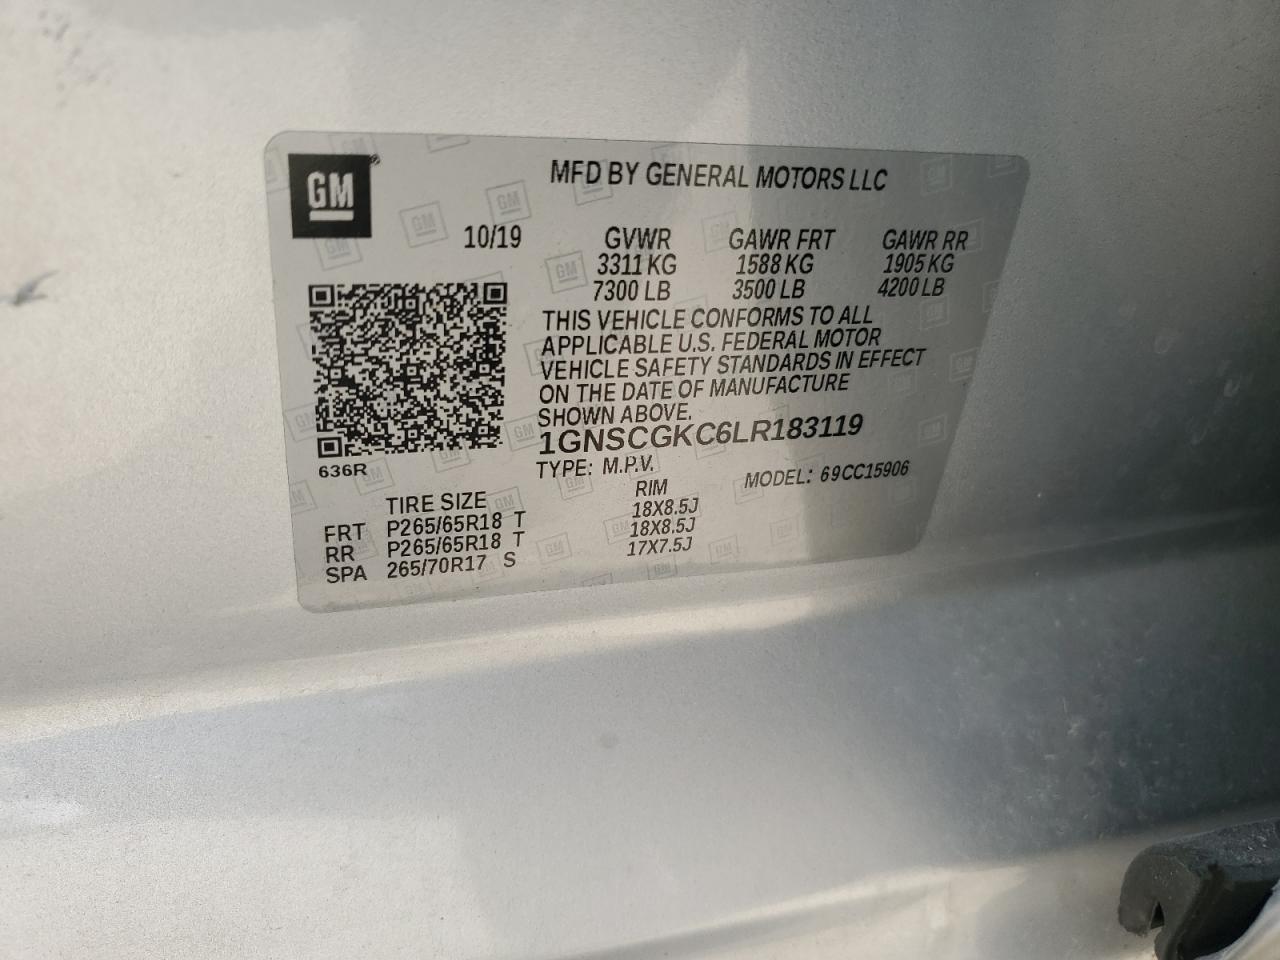 GM
MFD BY GENERAL MOTORS LLC
10/19 GVWR GAWR FRT GAWR RR
3311 KG 1588 KG 1905 KG
7300 LB 3500 LB 4200 LB
THIS VEHICLE CONFORMS TO ALL
APPLICABLE U.S. FEDERAL MOTOR
VEHICLE SAFETY STANDARDS IN EFFECT
ON THE DATE OF MANUFACTURE
SHOWN ABOVE.
1GNSCGKC6LR183119
636R
TYPE: M.P.V. MODEL: 69CC15906
TIRE SIZE RIM
FRT P265/65R18 T 18X8.5J
RR P265/65R18 T 18X8.5J
SPA 265/70R17 S 17X7.5J